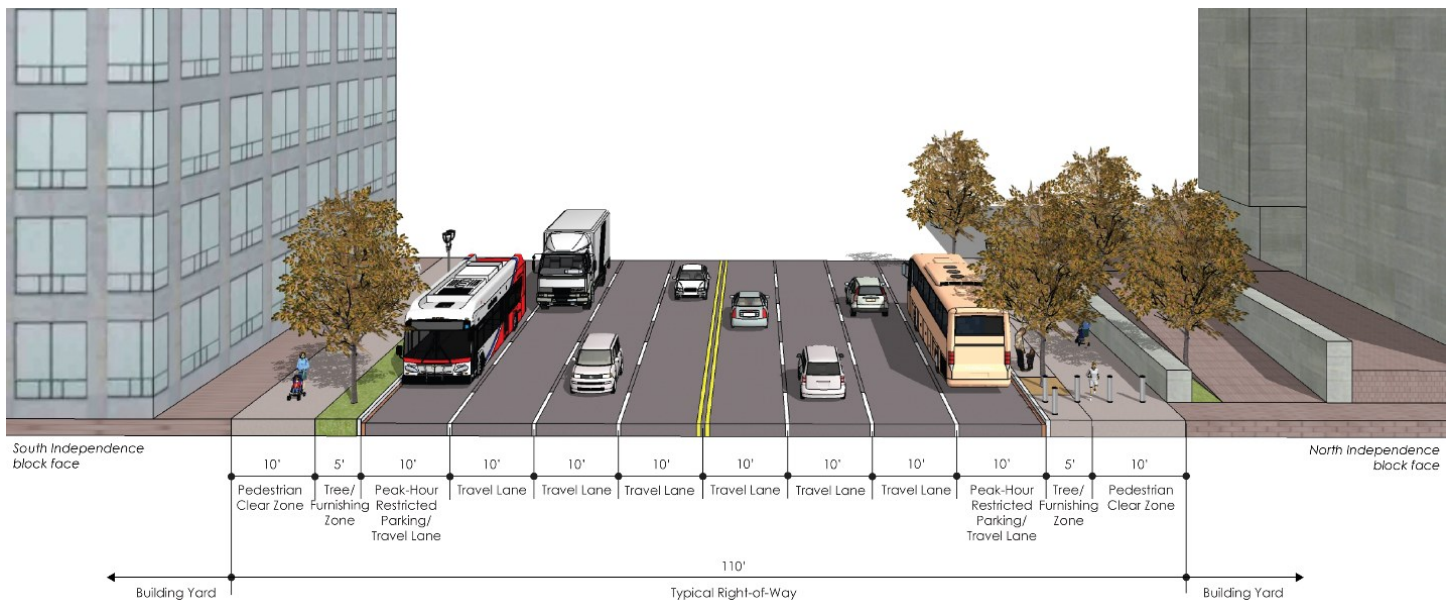 South Independence
block face
North Independence
block face
10'
5'
10'
10'
10'
10'
10'
10'
10'
10'
5'
10'
Pedestrian
Clear Zone
Tree/
Furnishing
Zone
Peak-Hour
Restricted
Parking/
Travel Lane
Travel Lane
Travel Lane
Travel Lane
Travel Lane
Travel Lane
Travel Lane
Peak-Hour
Restricted
Parking/
Travel Lane
Tree/
Furnishing
Zone
Pedestrian
Clear Zone
110'
Building Yard
Typical Right-of-Way
Building Yard